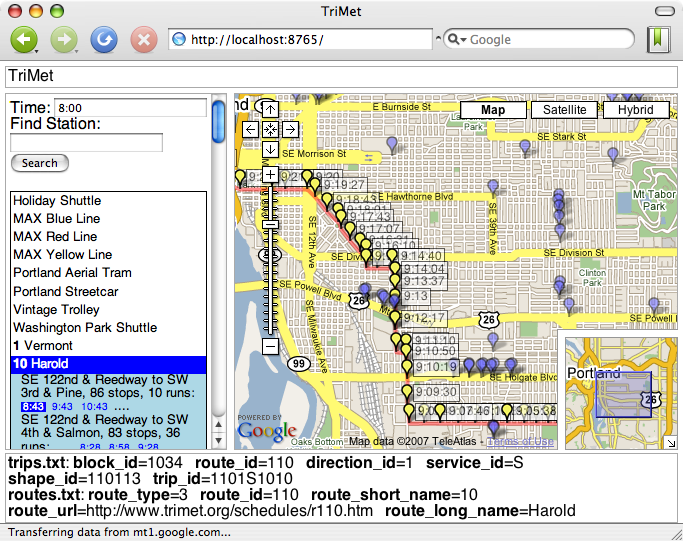 TriMet
http://localhost:8765/
Google
TriMet
Time: 8:00
Find Station:
Search
Holiday Shuttle
MAX Blue Line
MAX Red Line
MAX Yellow Line
Portland Aerial Tram
Portland Streetcar
Vintage Trolley
Washington Park Shuttle
1 Vermont
10 Harold
SE 122nd & Reedway to SW
3rd & Pine, 86 stops, 10 runs:
8:43 9:43 10:43 ....
SE 122nd & Reedway to SW
4th & Salmon, 83 stops, 36
runs: 8:28 8:58 9:28
E Burnside St
Map
Satellite
Hybrid
SE Stark St
SE Morrison St
Park
Mt Tabor
Park
9:19:27
SE Hawthorne Blvd
9:18:43
9:17:43
9:17:07
9:16:10
SE 12th Ave
SE 39th Ave
SE Division St
9:14:40
9:14:04
9:13:37
Clinton
Park
SE Powell Blvd
26
9:13
9:12:17
26
SE Powell
SE Milwaukie Ave
9:11:10
9:10:50
99
9:10:19
SE Holgate Blvd
9:09:30
9:05:38
Portland
26
POWERED BY
Google
Oaks Bottom
Map data ©2007 TeleAtlas - Terms of Use
trips.txt: block_id=1034 route_id=110 direction_id=1 service_id=S
shape_id=110113 trip_id=1101S1010
routes.txt: route_type=3 route_id=110 route_short_name=10
route_url=http://www.trimet.org/schedules/r110.htm route_long_name=Harold
Transferring data from mt1.google.com...